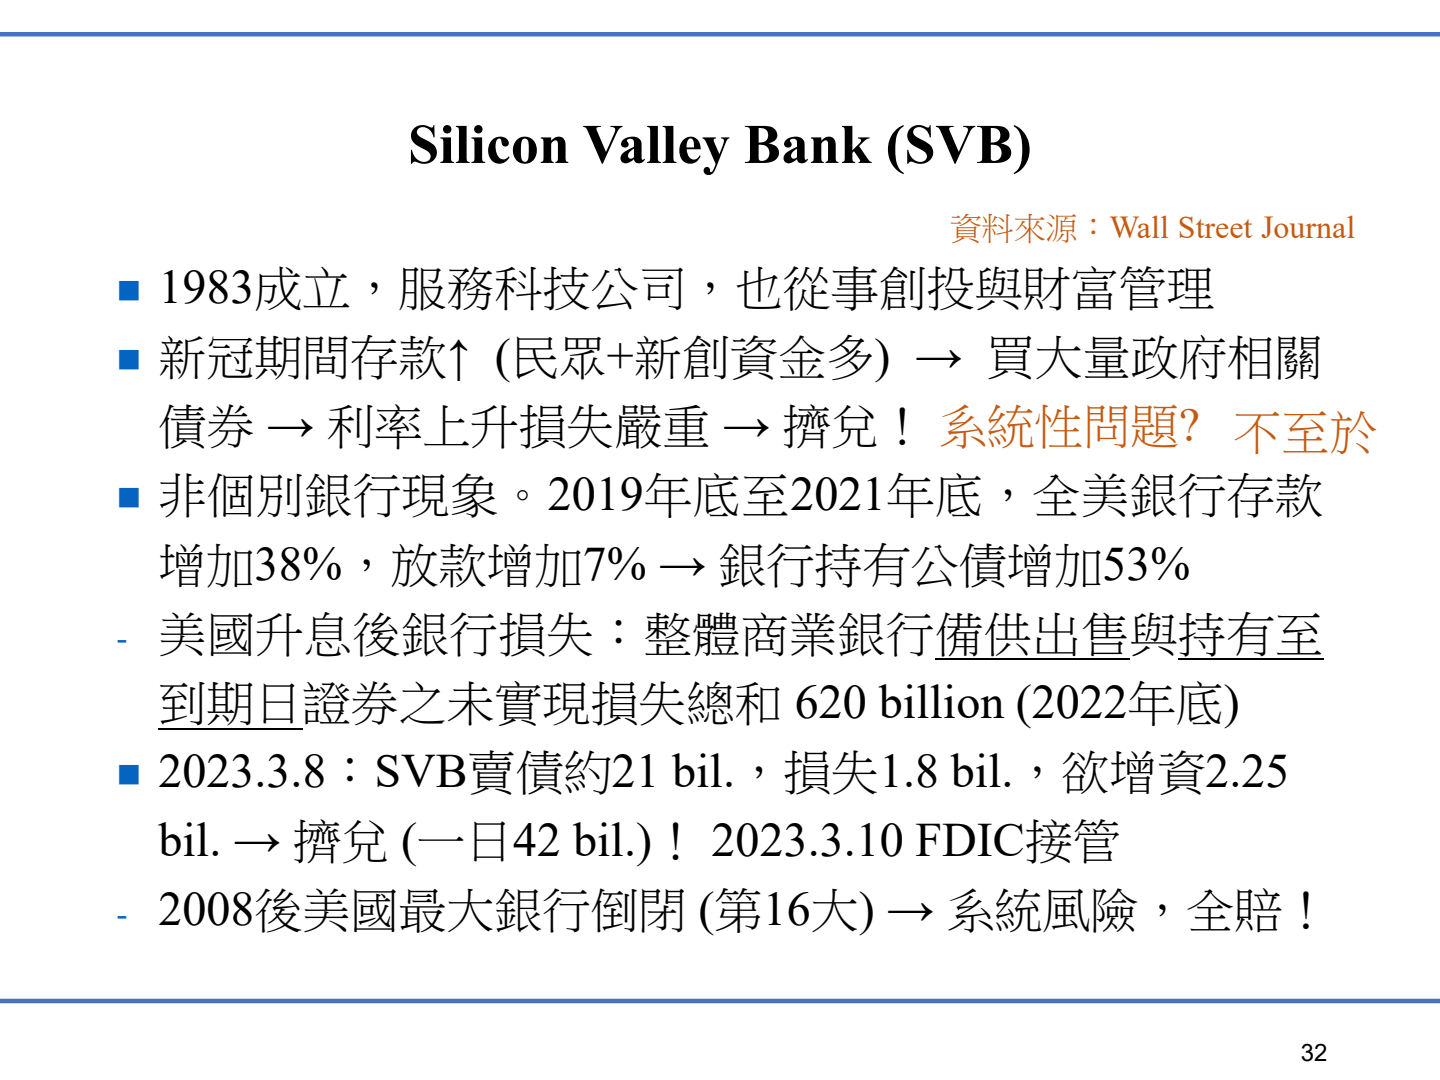 Silicon Valley Bank (SVB)
資料來源：Wall Street Journal
■ 1983成立，服務科技公司，也從事創投與財富管理
■ 新冠期間存款↑ (民眾+新創資金多) → 買大量政府相關
債券 → 利率上升損失嚴重 → 擠兌！ 系統性問題? 不至於
■ 非個別銀行現象。2019年底至2021年底，全美銀行存款
增加38%，放款增加7% → 銀行持有公債增加53%
- 美國升息後銀行損失：整體商業銀行備供出售與持有至
到期日證券之未實現損失總和 620 billion (2022年底)
■ 2023.3.8：SVB賣債約21 bil.，損失1.8 bil.，欲增資2.25
bil. → 擠兌 (一日42 bil.)！ 2023.3.10 FDIC接管
- 2008後美國最大銀行倒閉 (第16大) → 系統風險，全賠！
32